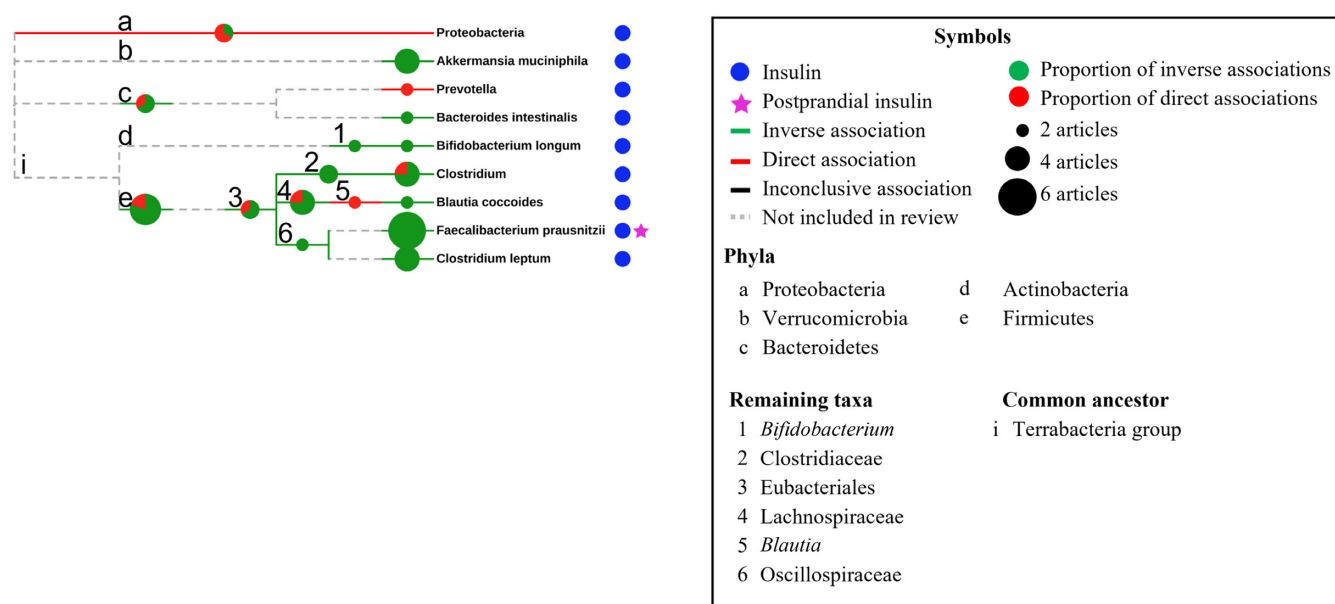 a
Proteobacteria
b
Akkermansia muciniphila
Prevotella
c
Bacteroides intestinalis
d
1
Bifidobacterium longum
i
2
Clostridium
e
3
4
5
Blautia coccoides
6
Faecalibacterium prausnitzii
Clostridium leptum
Symbols
Insulin
Postprandial insulin
Inverse association
Direct association
Inconclusive association
Not included in review
Proportion of inverse associations
Proportion of direct associations
2 articles
4 articles
6 articles
Phyla
a Proteobacteria
b Verrucomicrobia
c Bacteroidetes
d Actinobacteria
e Firmicutes
Remaining taxa
1 Bifidobacterium
2 Clostridiaceae
3 Eubacteriales
4 Lachnospiraceae
5 Blautia
6 Oscillospiraceae
Common ancestor
i Terrabacteria group